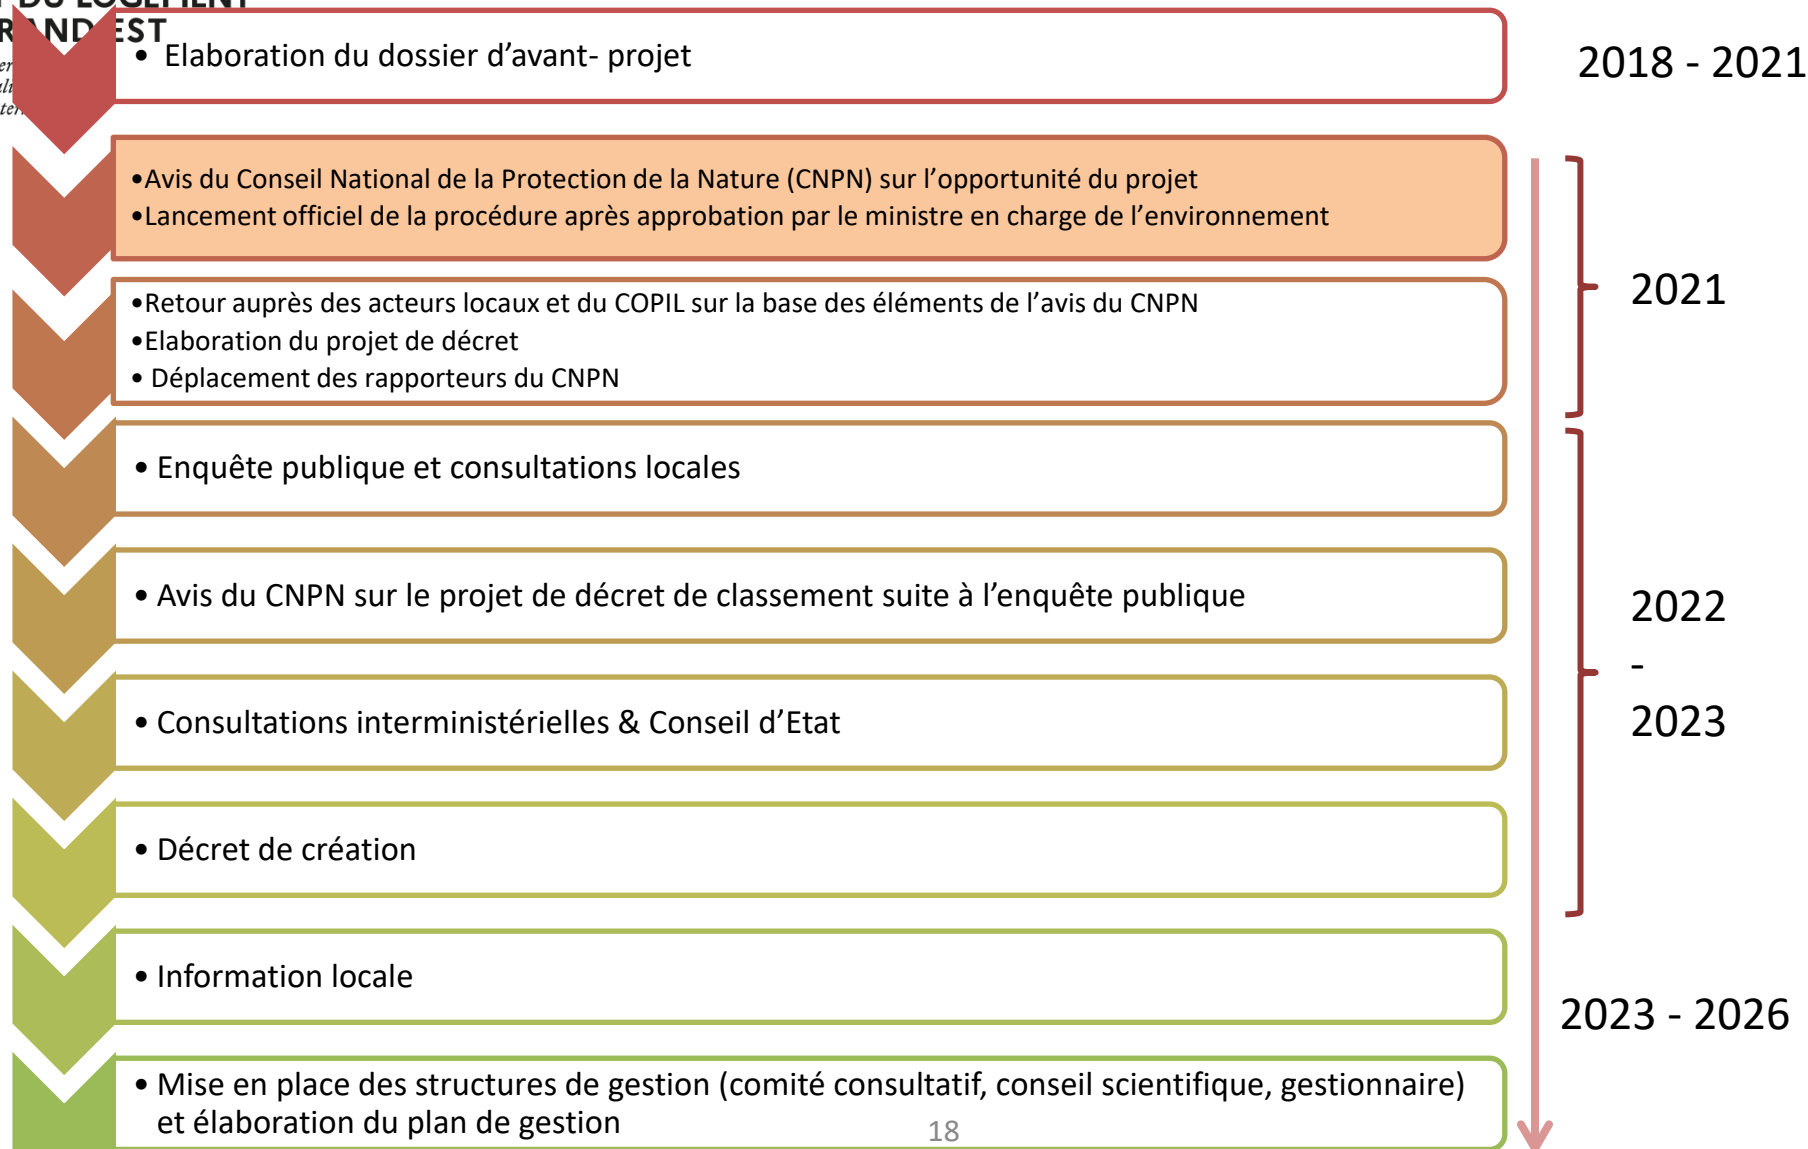 DU LOGEMENT
EST
• Elaboration du dossier d’avant- projet
2018 - 2021
•Avis du Conseil National de la Protection de la Nature (CNPN) sur l’opportunité du projet
•Lancement officiel de la procédure après approbation par le ministre en charge de l’environnement
•Retour auprès des acteurs locaux et du COPIL sur la base des éléments de l’avis du CNPN
•Elaboration du projet de décret
• Déplacement des rapporteurs du CNPN
2021
• Enquête publique et consultations locales
• Avis du CNPN sur le projet de décret de classement suite à l’enquête publique
• Consultations interministérielles & Conseil d’Etat
• Décret de création
2022
-
2023
• Information locale
• Mise en place des structures de gestion (comité consultatif, conseil scientifique, gestionnaire)
et élaboration du plan de gestion
2023 - 2026
18